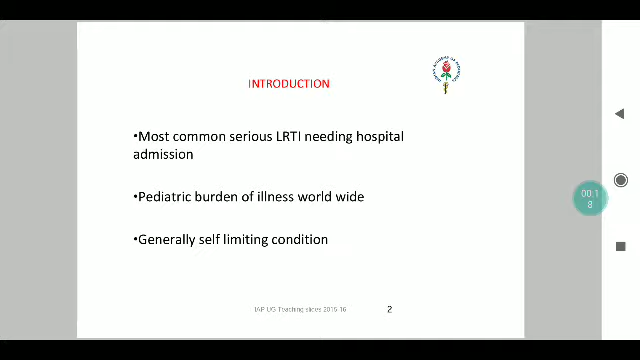 INTRODUCTION
•Most common serious LRTI needing hospital
admission
•Pediatric burden of illness world wide
•Generally self limiting condition
IAP UG Teaching slides 2015-16
2
00:1
8